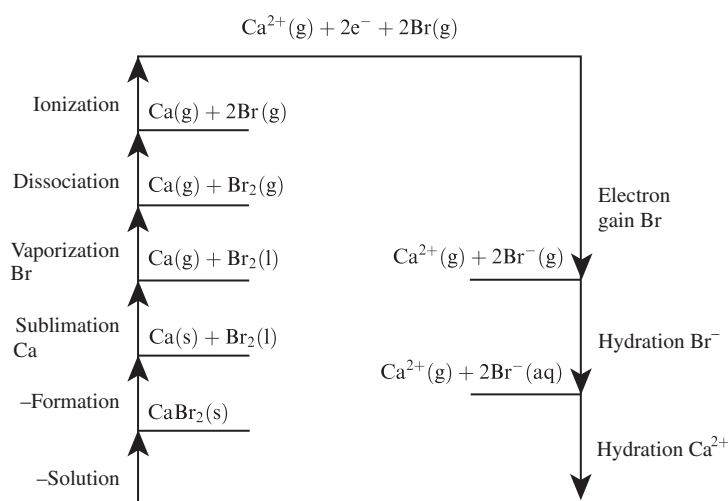 Ca²⁺(g) + 2e⁻ + 2Br(g)
Ionization
Ca(g) + 2Br(g)
Dissociation
Ca(g) + Br₂(g)
Vaporization
Br
Ca(g) + Br₂(l)
Sublimation
Ca
Ca(s) + Br₂(l)
–Formation
CaBr₂(s)
–Solution
Electron
gain Br
Ca²⁺(g) + 2Br⁻(g)
Hydration Br⁻
Ca²⁺(g) + 2Br⁻(aq)
Hydration Ca²⁺